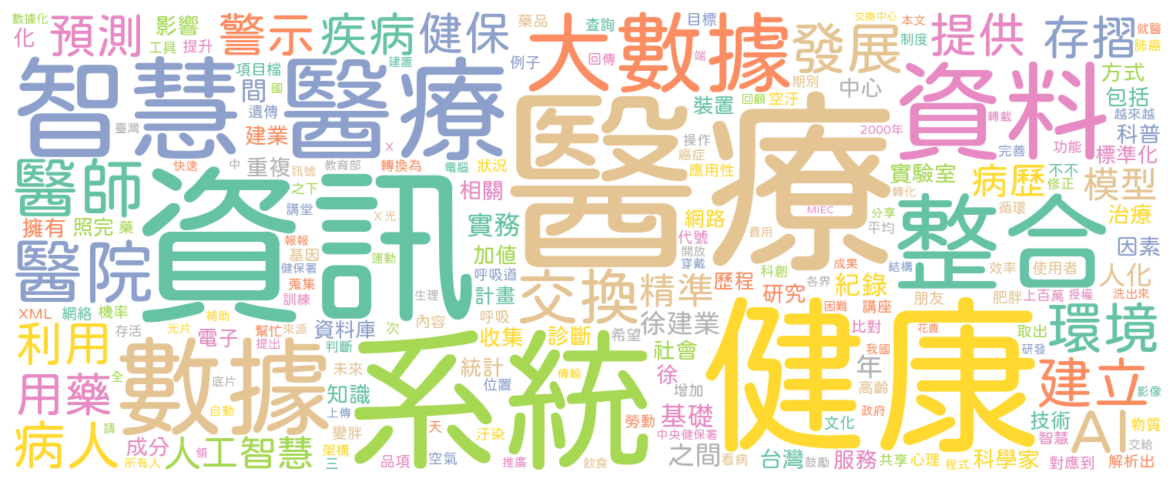 數據化
化
預測
影響
工具
提升
警示
疾病
健保
藥品
大數據
查詢
目標
回傳
端
例子
交換中心
制度
本文
提供
存摺
就醫
肺癌
發展
期別
中心
方式
包括
越來越
科普
建置
項目檔
間
國
遺傳
臺灣
建業
智慧醫療
裝置
回顧
空汙
操作
癌症
應用性
2000年
轉載
資料
完善
功能
標準化
醫師
快速
中
重複
訊號
教育部
x
轉換為
電腦
狀況
醫療
實驗室
病歷
不不
修正
模型
轉化
循環
治療
之下
講堂
相關
擁有
照完
藥
X光
實務
網路
代號
MIEC
分享
平均
整合
因素
資訊
醫院
報報
基因
健保署
蒐集
訓練
運動
加值
呼吸道
開放
穿戴
費用
科創
成果
各界
結構
效率
使用者
人化
生理
計畫
交換
精準
歷程
研究
紀錄
朋友
肥胖
上百萬
授權
洗出來
XML
網絡
機率
存活
光片
補助
電子
幫忙
來源
提出
資料庫
次
內容
呼吸
收集
診斷
希望
徐建業
困難
講座
比對
我國
花費
取出
研發
環境
利用
底片
數據
判斷
系統
統計
傳輸
位置
社會
徐
年
健康
用藥
全
自動
未來
知識
上傳
增加
高齡
政府
建立
影像
技術
智慧
AI
物質
交給
病人
請
成分
所有人
人工智慧
領
變胖
架構
三
天
汙染
品項
空氣
推廣
飲食
勞動
基礎
中央健保署
之間
看病
文化
台灣
鼓勵
服務
共享
心理
程式
科學家
對應到
解析出